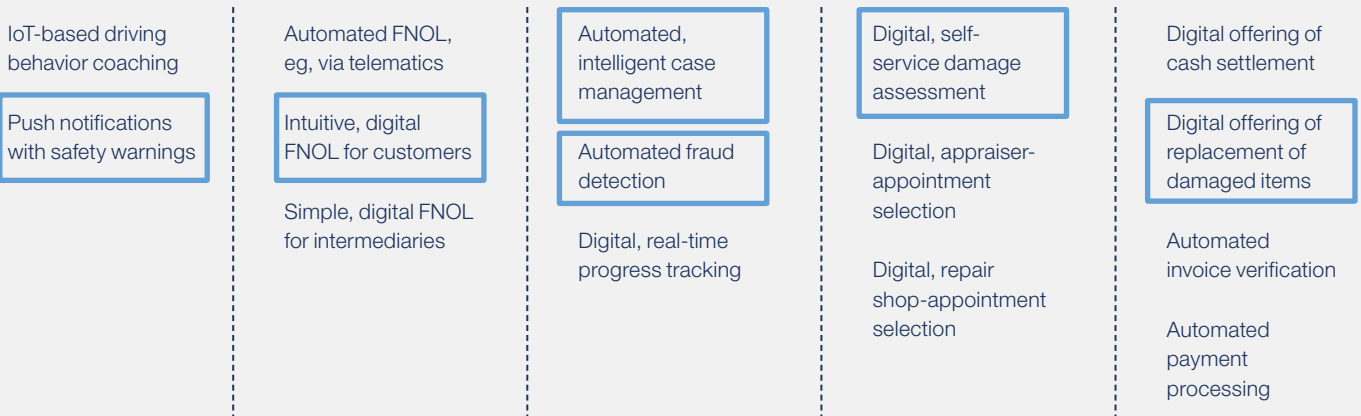 IoT-based driving
behavior coaching
Push notifications
with safety warnings
Automated FNOL,
eg, via telematics
Intuitive, digital
FNOL for customers
Simple, digital FNOL
for intermediaries
Automated,
intelligent case
management
Automated fraud
detection
Digital, real-time
progress tracking
Digital, self-
service damage
assessment
Digital, appraiser-
appointment
selection
Digital, repair
shop-appointment
selection
Digital offering of
cash settlement
Digital offering of
replacement of
damaged items
Automated
invoice verification
Automated
payment
processing